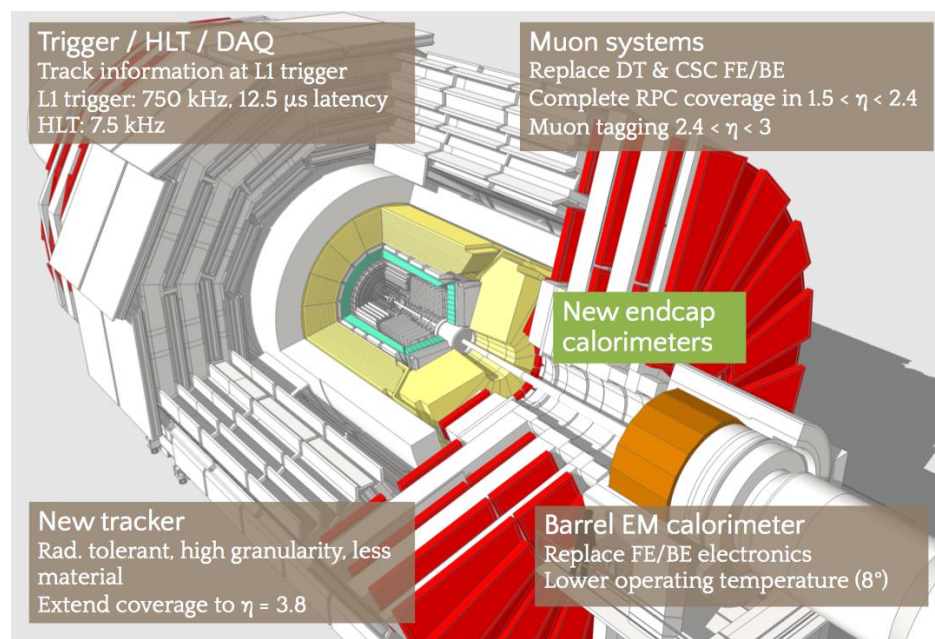 Trigger / HLT / DAQ
Track information at L1 trigger
L1 trigger: 750 kHz, 12.5 μs latency
HLT: 7.5 kHz
Muon systems
Replace DT & CSC FE/BE
Complete RPC coverage in 1.5 < η < 2.4
Muon tagging 2.4 < η < 3
New endcap
calorimeters
New tracker
Rad. tolerant, high granularity, less
material
Extend coverage to η = 3.8
Barrel EM calorimeter
Replace FE/BE electronics
Lower operating temperature (8°)